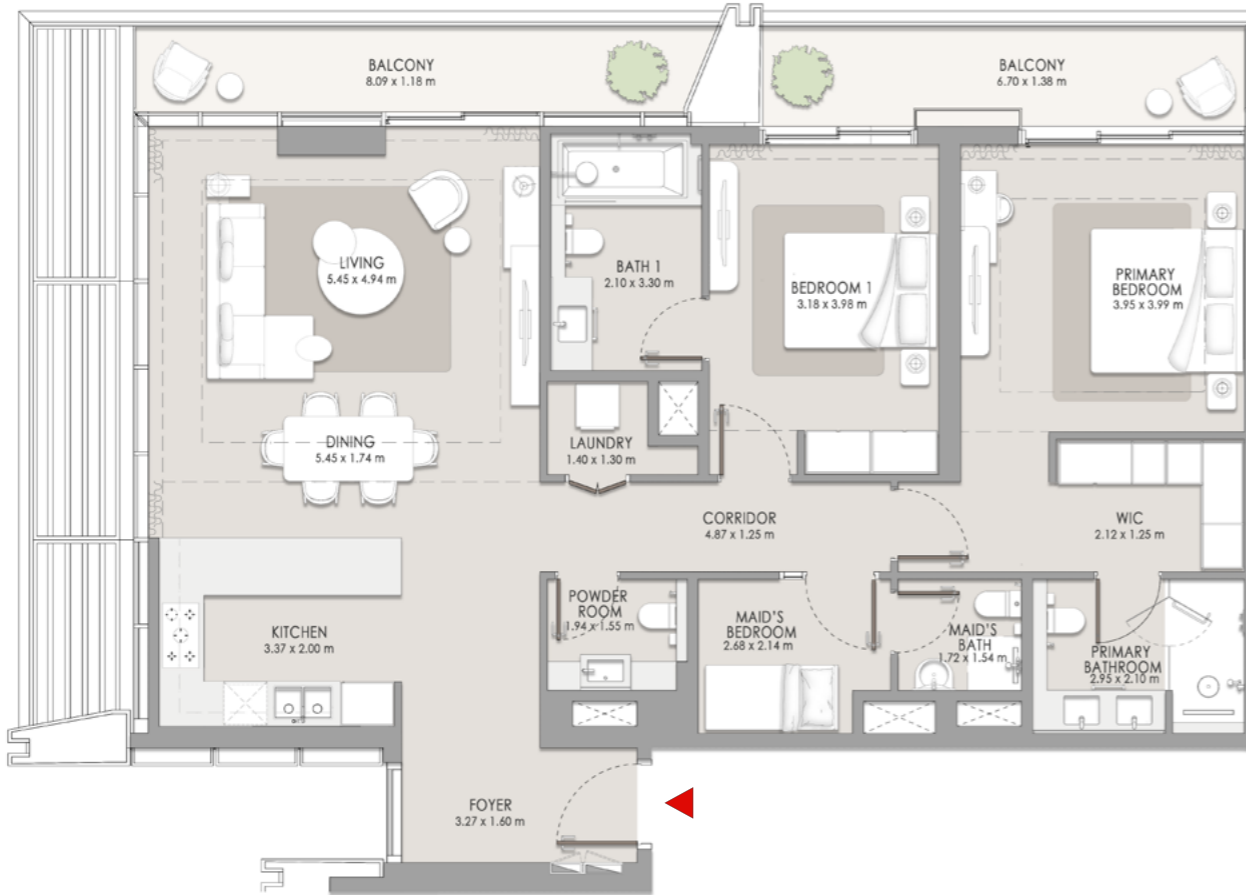 BALCONY
8.09 x 1.18 m
BALCONY
6.70 x 1.38 m
LIVING
5.45 x 4.94 m
BATH 1
2.10 x 3.30 m
BEDROOM 1
3.18 x 3.98 m
PRIMARY
BEDROOM
3.95 x 3.99 m
DINING
5.45 x 1.74 m
LAUNDRY
1.40 x 1.30 m
CORRIDOR
4.87 x 1.25 m
WIC
2.12 x 1.25 m
KITCHEN
3.37 x 2.00 m
POWDER
ROOM
1.94 x 1.55 m
MAID'S
BEDROOM
2.68 x 2.14 m
MAID'S
BATH
1.72 x 1.54 m
PRIMARY
BATHROOM
2.95 x 2.10 m
FOYER
3.27 x 1.60 m